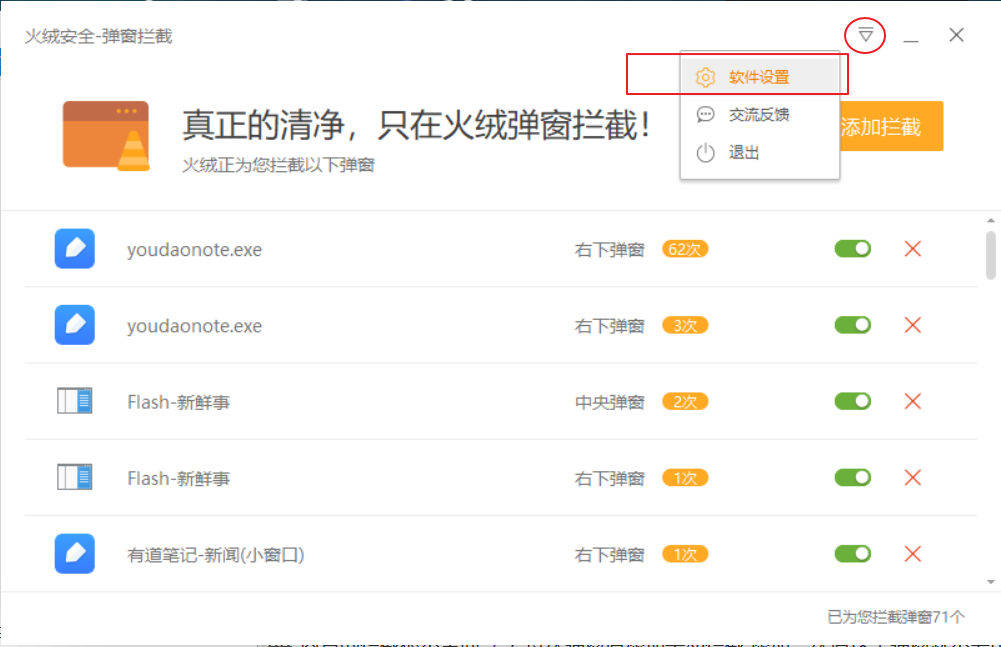 火绒安全-弹窗拦截
软件设置
交流反馈
退出
真正的清净，只在火绒弹窗拦截！
添加拦截
火绒正为您拦截以下弹窗
youdaonote.exe 右下弹窗 62次
youdaonote.exe 右下弹窗 3次
Flash-新鲜事 中央弹窗 2次
Flash-新鲜事 右下弹窗 1次
有道笔记-新闻(小窗口) 右下弹窗 1次
已为您拦截弹窗71个